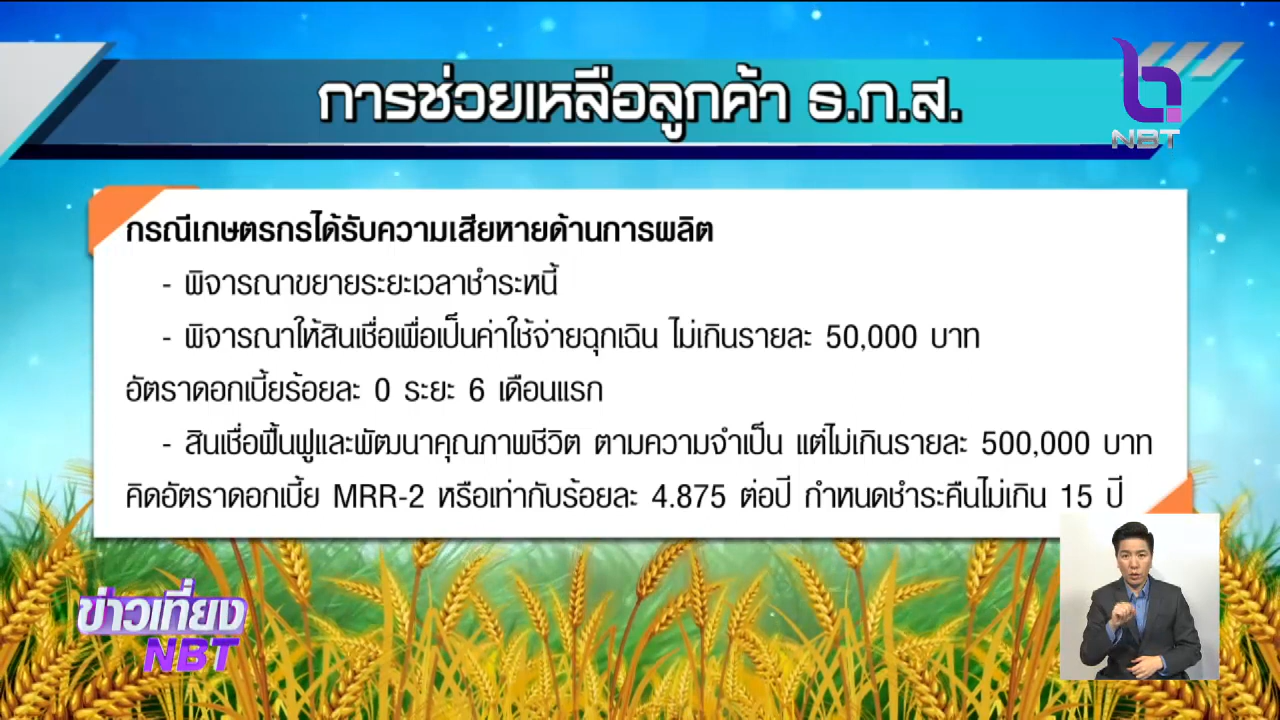 การช่วยเหลือลูกค้า ธ.ก.ส.
NBT
กรณีเกษตรกรได้รับความเสียหายด้านการผลิต
- พิจารณาขยายระยะเวลาชำระหนี้
- พิจารณาให้สินเชื่อเพื่อเป็นค่าใช้จ่ายฉุกเฉิน ไม่เกินรายละ 50,000 บาท
อัตราดอกเบี้ยร้อยละ 0 ระยะ 6 เดือนแรก
- สินเชื่อฟื้นฟูและพัฒนาคุณภาพชีวิต ตามความจำเป็น แต่ไม่เกินรายละ 500,000 บาท
คิดอัตราดอกเบี้ย MRR-2 หรือเท่ากับร้อยละ 4.875 ต่อปี กำหนดชำระคืนไม่เกิน 15 ปี
ข่าวเที่ยง
NBT